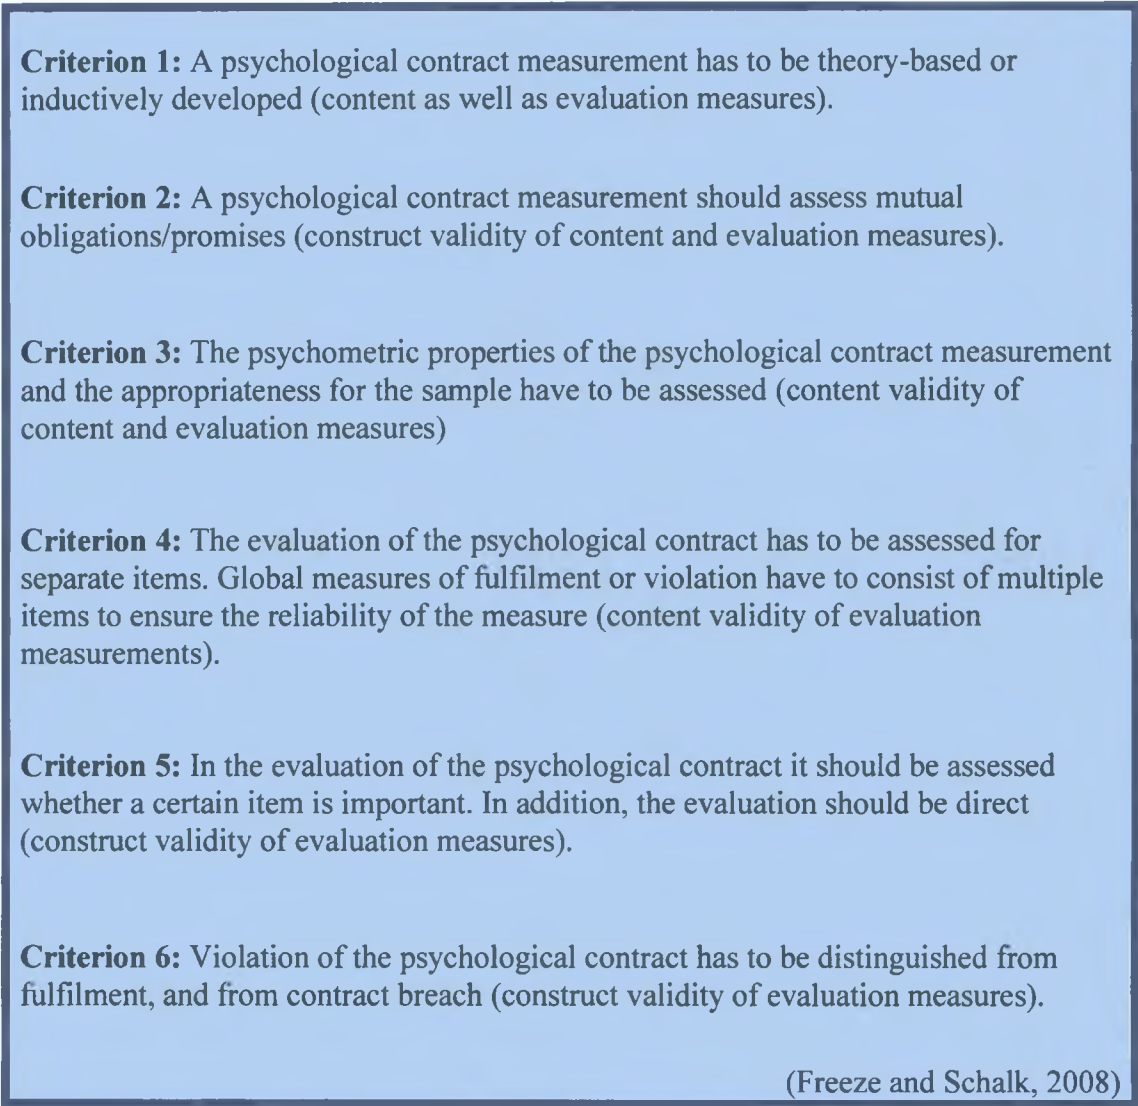 Criterion 1: A psychological contract measurement has to be theory-based or
inductively developed (content as well as evaluation measures).
Criterion 2: A psychological contract measurement should assess mutual
obligations/promises (construct validity of content and evaluation measures).
Criterion 3: The psychometric properties of the psychological contract measurement
and the appropriateness for the sample have to be assessed (content validity of
content and evaluation measures)
Criterion 4: The evaluation of the psychological contract has to be assessed for
separate items. Global measures of fulfilment or violation have to consist of multiple
items to ensure the reliability of the measure (content validity of evaluation
measurements).
Criterion 5: In the evaluation of the psychological contract it should be assessed
whether a certain item is important. In addition, the evaluation should be direct
(construct validity of evaluation measures).
Criterion 6: Violation of the psychological contract has to be distinguished from
fulfilment, and from contract breach (construct validity of evaluation measures).
(Freeze and Schalk, 2008)